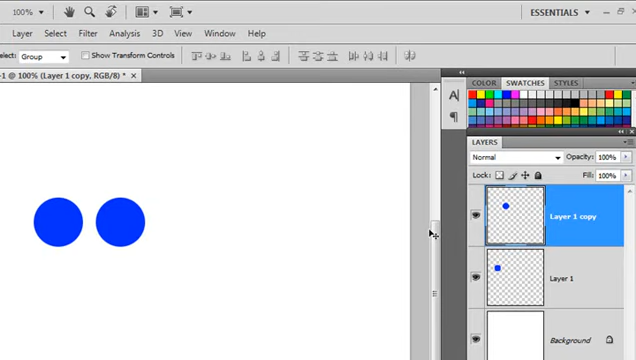 100%
ESSENTIALS
Layer Select Filter Analysis 3D View Window Help
elect: Group Show Transform Controls
-1 @ 100% (Layer 1 copy, RGB/8) *
COLOR SWATCHES STYLES
A
LAYERS
Normal Opacity: 100%
Lock: Fill: 100%
Layer 1 copy
Layer 1
Background